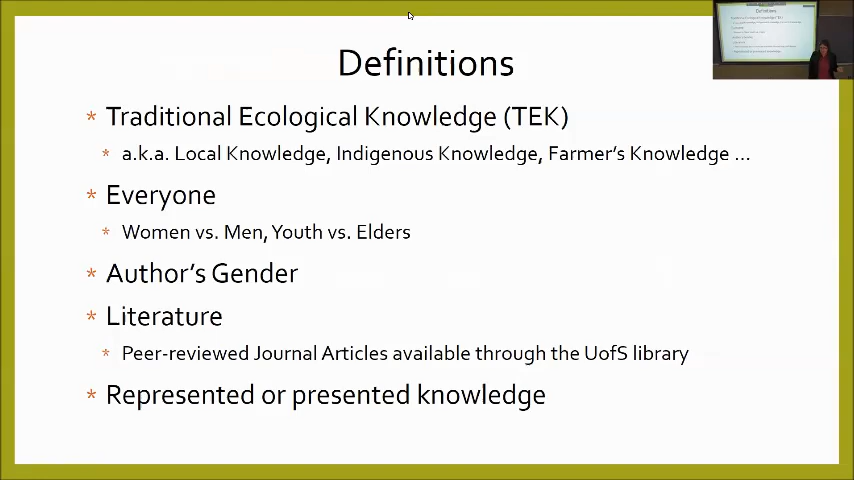 Definitions
* Traditional Ecological Knowledge (TEK)
* a.k.a. Local Knowledge, Indigenous Knowledge, Farmer's Knowledge ...
* Everyone
* Women vs. Men, Youth vs. Elders
* Author's Gender
* Literature
* Peer-reviewed Journal Articles available through the UofS library
* Represented or presented knowledge
Definitions